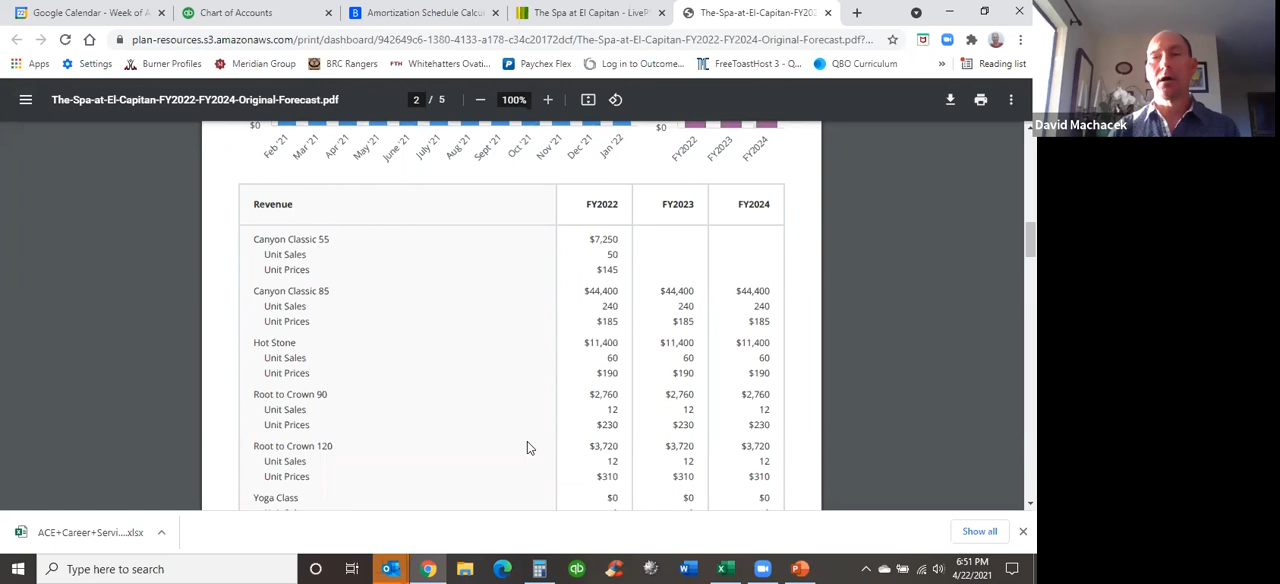 Google Calendar - Week of A
Chart of Accounts
Amortization Schedule Calcu
The Spa at El Capitan - LiveP
The-Spa-at-El-Capitan-FY202
plan-resources.s3.amazonaws.com/print/dashboard/942649c6-1380-4133-a178-c34c20172dcf/The-Spa-at-El-Capitan-FY2022-FY2024-Original-Forecast.pdf?...
Apps Settings Burner Profiles Meridian Group BRC Rangers FTH Whitehatters Ovati... Paychex Flex Log in to Outcome... FreeToastHost 3 - Q... QBO Curriculum » Reading list
The-Spa-at-El-Capitan-FY2022-FY2024-Original-Forecast.pdf 2 / 5 — 100% +
David Machacek
$0 $0
Feb '21 Mar '21 Apr '21 May '21 June '21 July '21 Aug '21 Sept '21 Oct '21 Nov '21 Dec '21 Jan '22 FY2022 FY2023 FY2024
Revenue FY2022 FY2023 FY2024
Canyon Classic 55 $7,250
Unit Sales 50
Unit Prices $145
Canyon Classic 85 $44,400 $44,400 $44,400
Unit Sales 240 240 240
Unit Prices $185 $185 $185
Hot Stone $11,400 $11,400 $11,400
Unit Sales 60 60 60
Unit Prices $190 $190 $190
Root to Crown 90 $2,760 $2,760 $2,760
Unit Sales 12 12 12
Unit Prices $230 $230 $230
Root to Crown 120 $3,720 $3,720 $3,720
Unit Sales 12 12 12
Unit Prices $310 $310 $310
Yoga Class $0 $0 $0
ACE+Career+Servi....xlsx
Show all
Type here to search
6:51 PM
4/22/2021